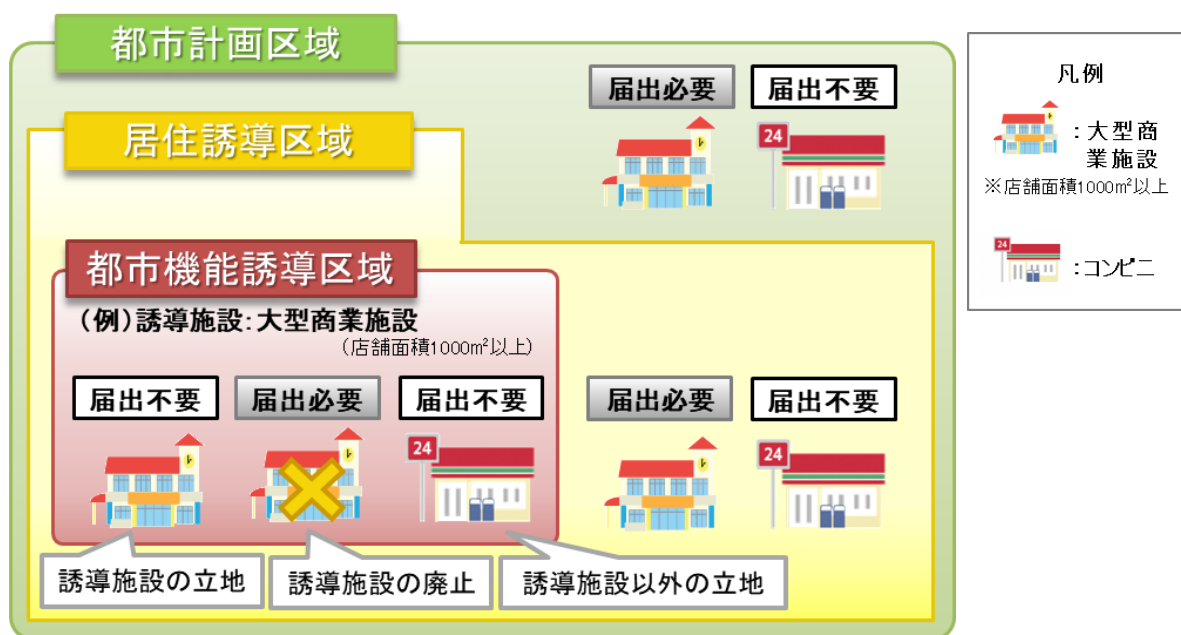 都市計画区域
届出必要
届出不要
24
居住誘導区域
都市機能誘導区域
(例)誘導施設:大型商業施設
(店舗面積1000m²以上)
届出不要
届出必要
届出不要
24
届出必要
届出不要
24
誘導施設の立地
誘導施設の廃止
誘導施設以外の立地
凡例
:大型商
業施設
※店舗面積1000m²以上
24
:コンビニ